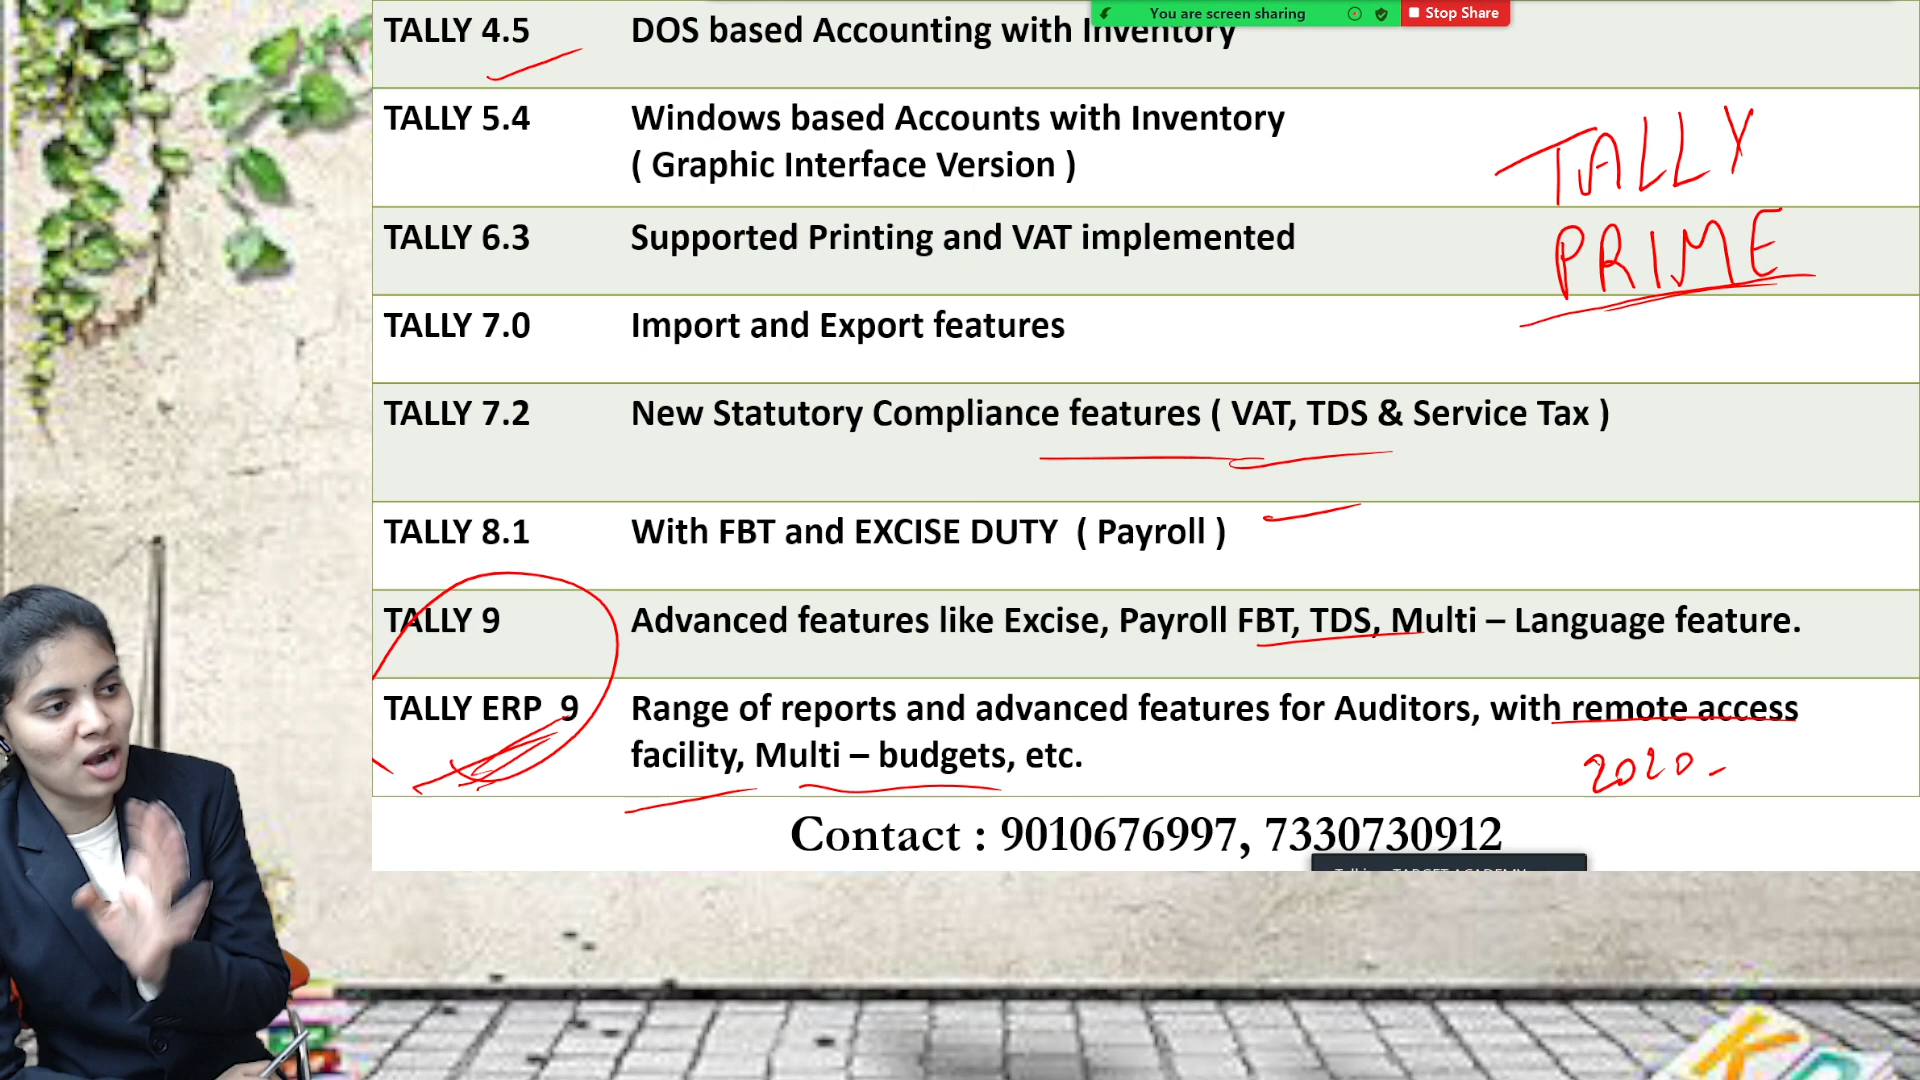 You are screen sharing
Stop Share
TALLY 4.5 DOS based Accounting with Inventory
TALLY 5.4 Windows based Accounts with Inventory
( Graphic Interface Version )
TALLY
PRIME
TALLY 6.3 Supported Printing and VAT implemented
TALLY 7.0 Import and Export features
TALLY 7.2 New Statutory Compliance features ( VAT, TDS & Service Tax )
TALLY 8.1 With FBT and EXCISE DUTY ( Payroll )
TALLY 9 Advanced features like Excise, Payroll FBT, TDS, Multi – Language feature.
TALLY ERP 9 Range of reports and advanced features for Auditors, with remote access
facility, Multi – budgets, etc.
2020 -
Contact : 9010676997, 7330730912